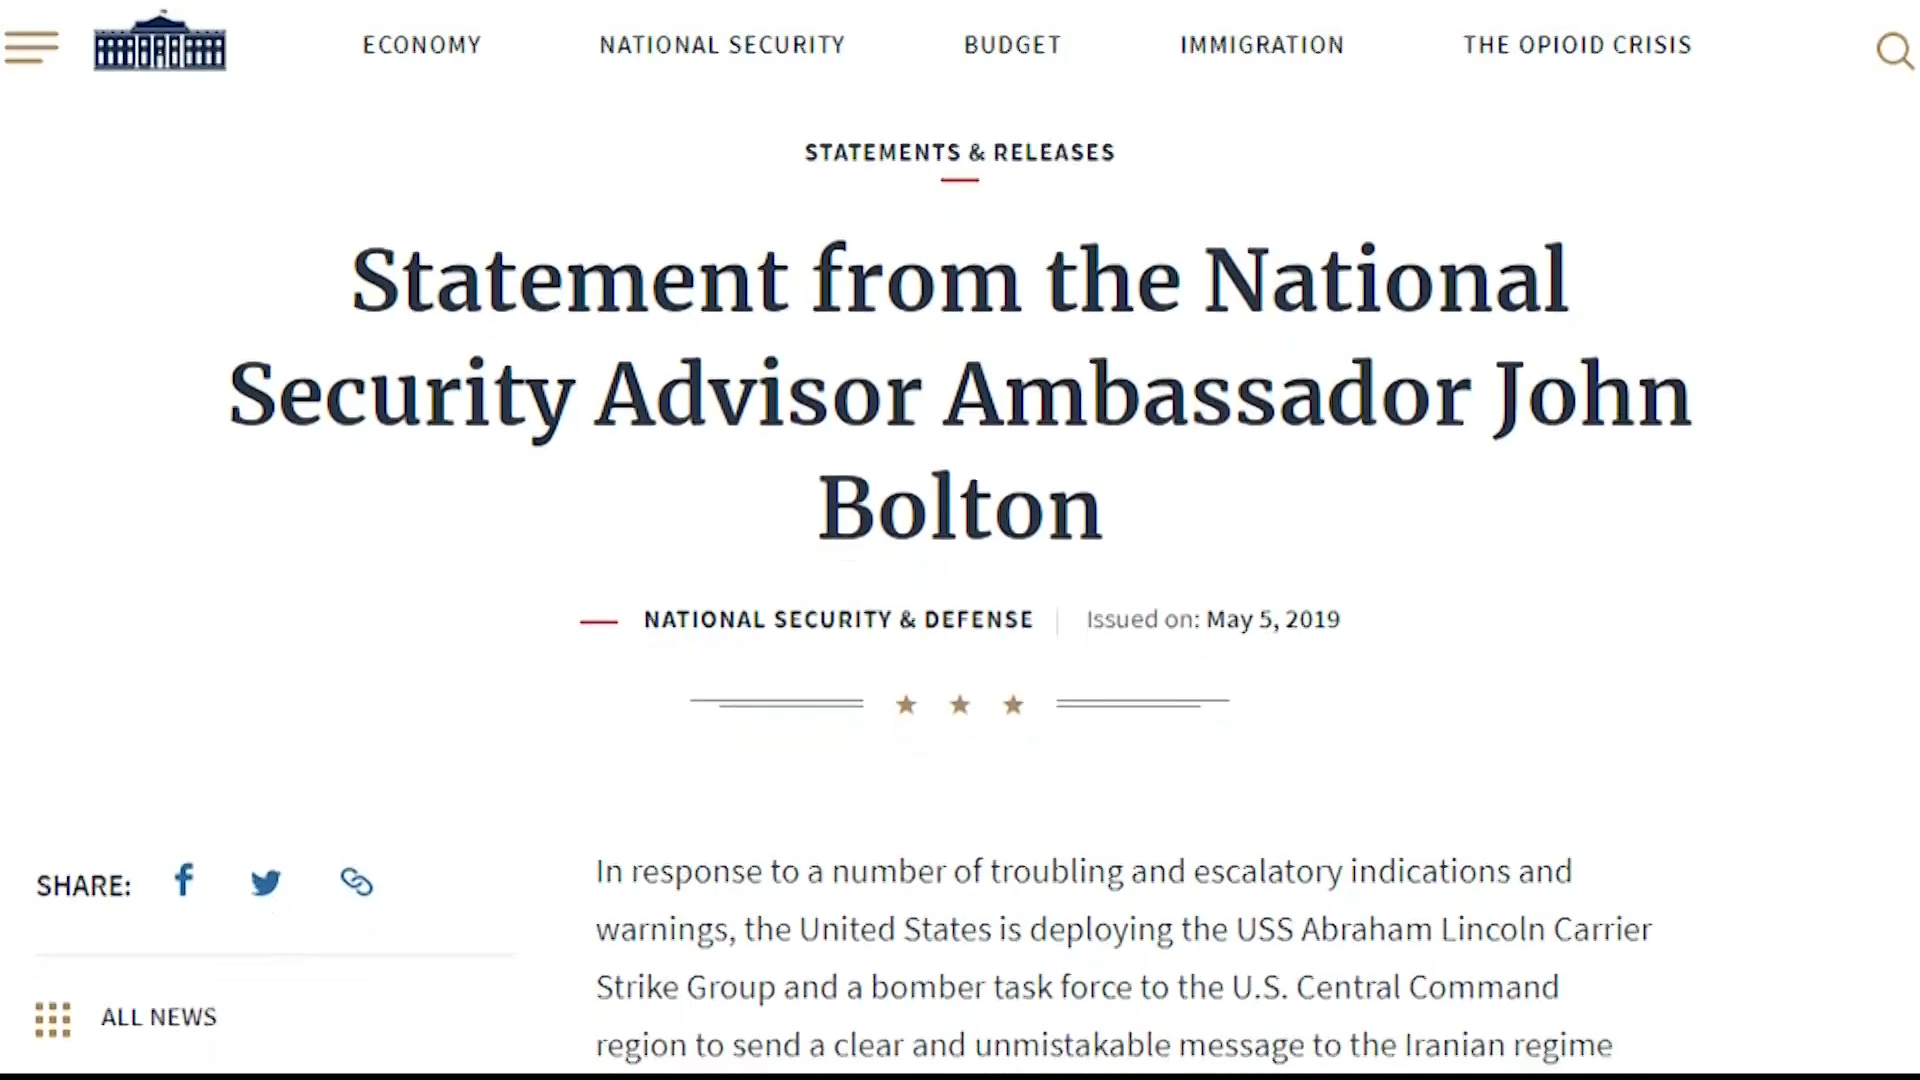 ECONOMY NATIONAL SECURITY BUDGET IMMIGRATION THE OPIOID CRISIS
STATEMENTS & RELEASES
Statement from the National
Security Advisor Ambassador John
Bolton
NATIONAL SECURITY & DEFENSE Issued on: May 5, 2019
SHARE:
ALL NEWS
In response to a number of troubling and escalatory indications and
warnings, the United States is deploying the USS Abraham Lincoln Carrier
Strike Group and a bomber task force to the U.S. Central Command
region to send a clear and unmistakable message to the Iranian regime